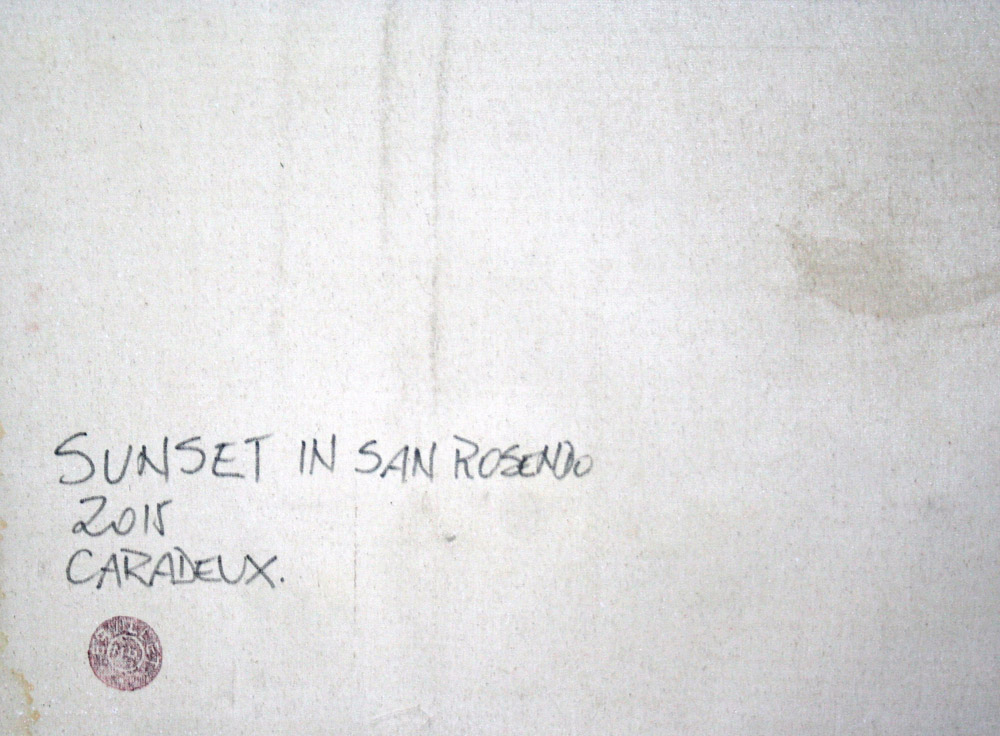 SUNSET IN SAN ROSENDO
2015
CARADEUX.